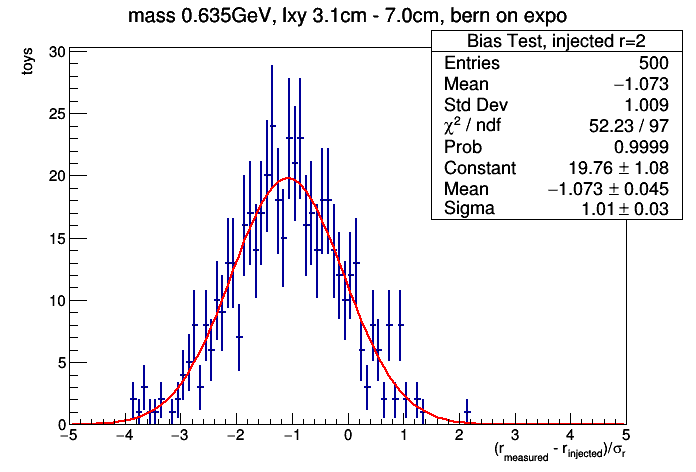 mass 0.635GeV, lxy 3.1cm - 7.0cm, bern on expo
Bias Test, injected r=2
Entries 500
Mean −1.073
Std Dev 1.009
χ² / ndf 52.23 / 97
Prob 0.9999
Constant 19.76 ± 1.08
Mean −1.073 ± 0.045
Sigma 1.01 ± 0.03
toys
30
25
20
15
10
5
0
−5 −4 −3 −2 −1 0 1 2 3 4 5
(r_measured - r_injected)/σ_r